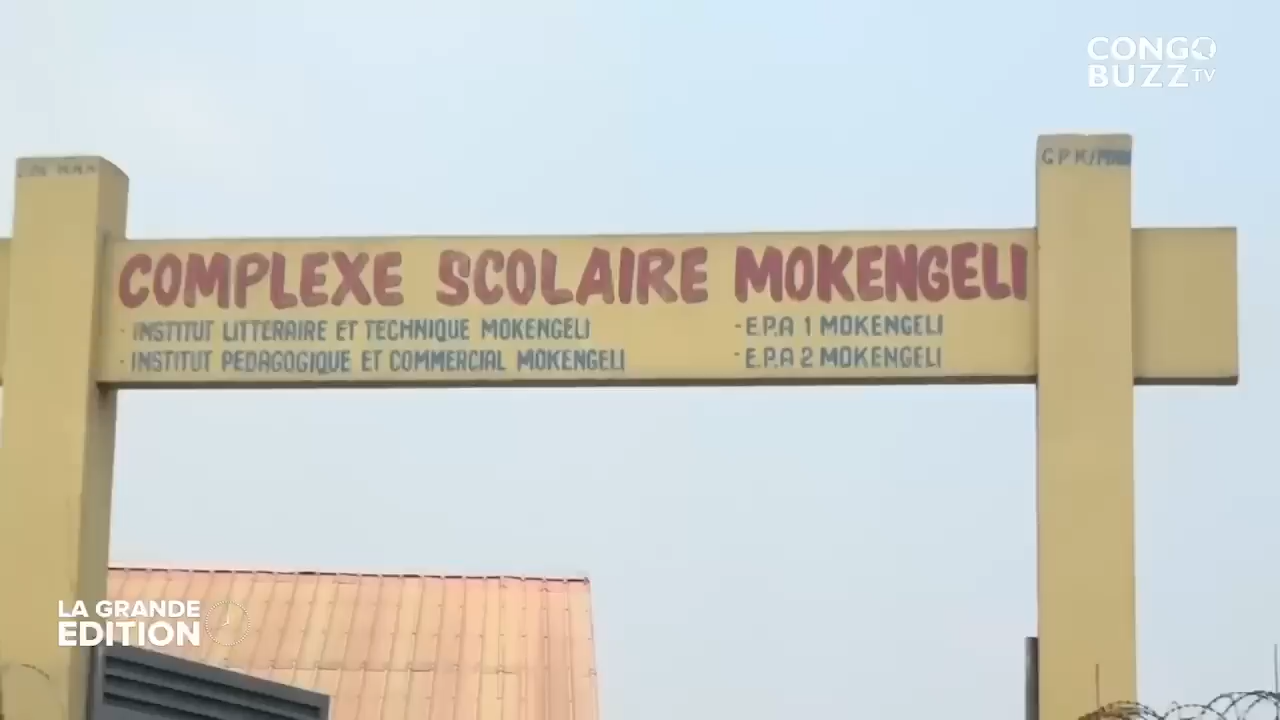 CONGO
BUZZ TV
COMPLEXE SCOLAIRE MOKENGELI
- INSTITUT LITTERAIRE ET TECHNIQUE MOKENGELI
- INSTITUT PEDAGOGIQUE ET COMMERCIAL MOKENGELI
- E.P.A 1 MOKENGELI
- E.P.A 2 MOKENGELI
LA GRANDE
EDITION